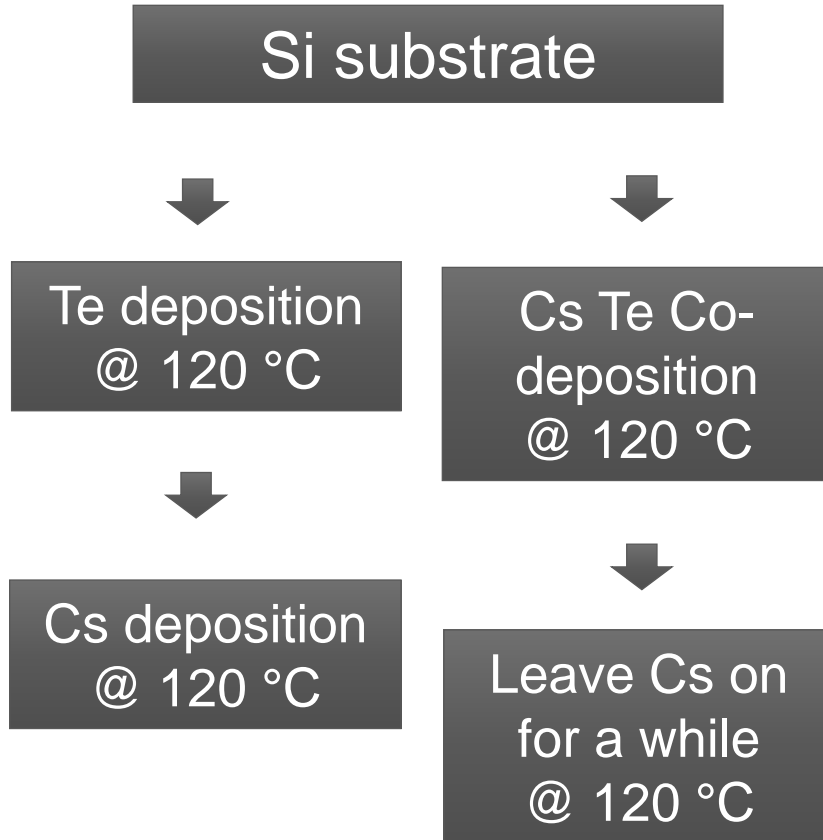 Si substrate
Te deposition
@ 120 °C
Cs deposition
@ 120 °C
Cs Te Co-
deposition
@ 120 °C
Leave Cs on
for a while
@ 120 °C